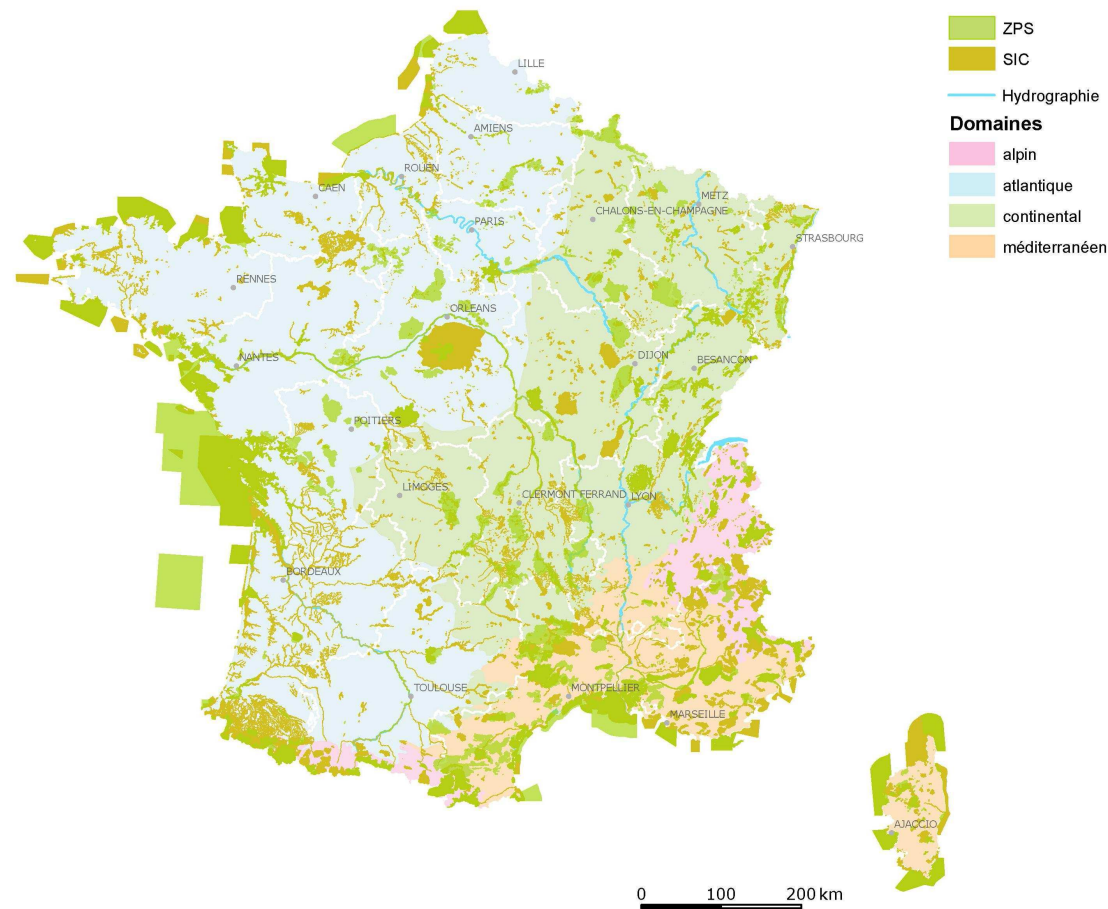 ZPS
SIC
Hydrographie
Domaines
alpin
atlantique
continental
méditerranéen
LILLE
AMIENS
ROUEN
CAEN
METZ
CHALONS-EN-CHAMPAGNE
PARIS
STRASBOURG
RENNES
ORLEANS
NANTES
DIJON
BESANCON
POITIERS
LIMOGES
CLERMONT FERRAND
LYON
BORDEAUX
TOULOUSE
MONTPELLIER
MARSEILLE
AJACCIO
0 100 200 km